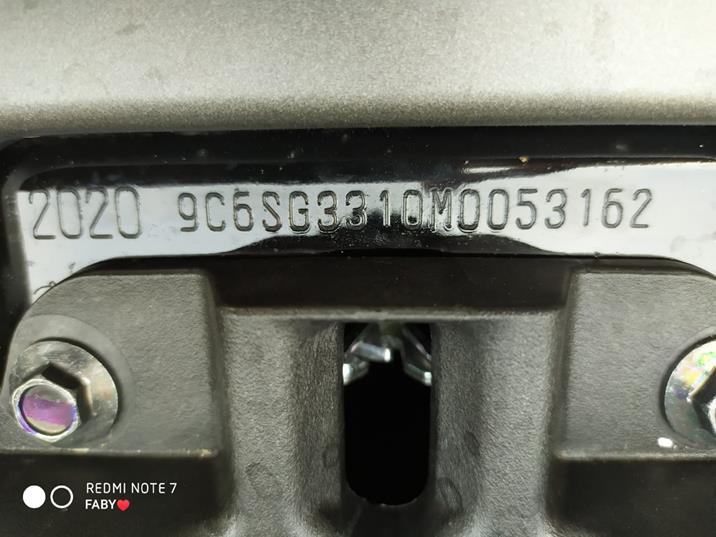 2020 9C6SG3310M0053162
REDMI NOTE 7
FABY❤